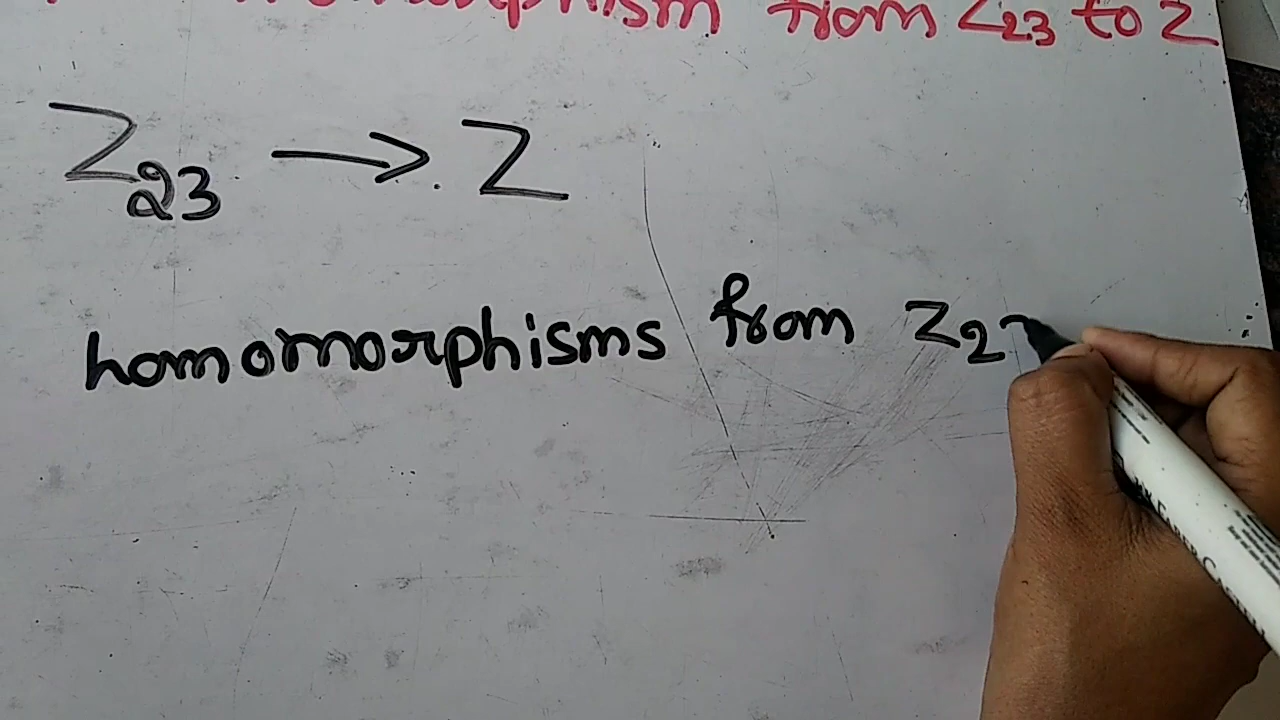 from Z23 to Z
Z23 → Z
homomorphisms from Z2